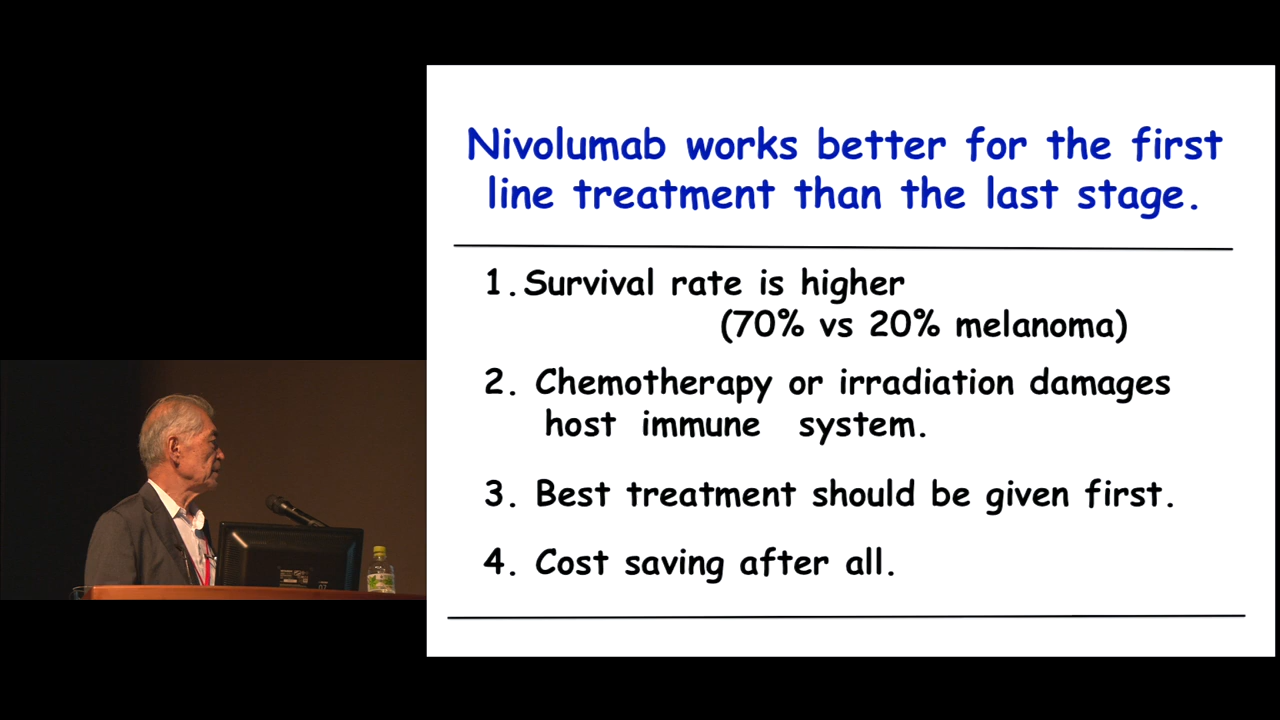 Nivolumab works better for the first
line treatment than the last stage.
1. Survival rate is higher
(70% vs 20% melanoma)
2. Chemotherapy or irradiation damages
host immune system.
3. Best treatment should be given first.
4. Cost saving after all.